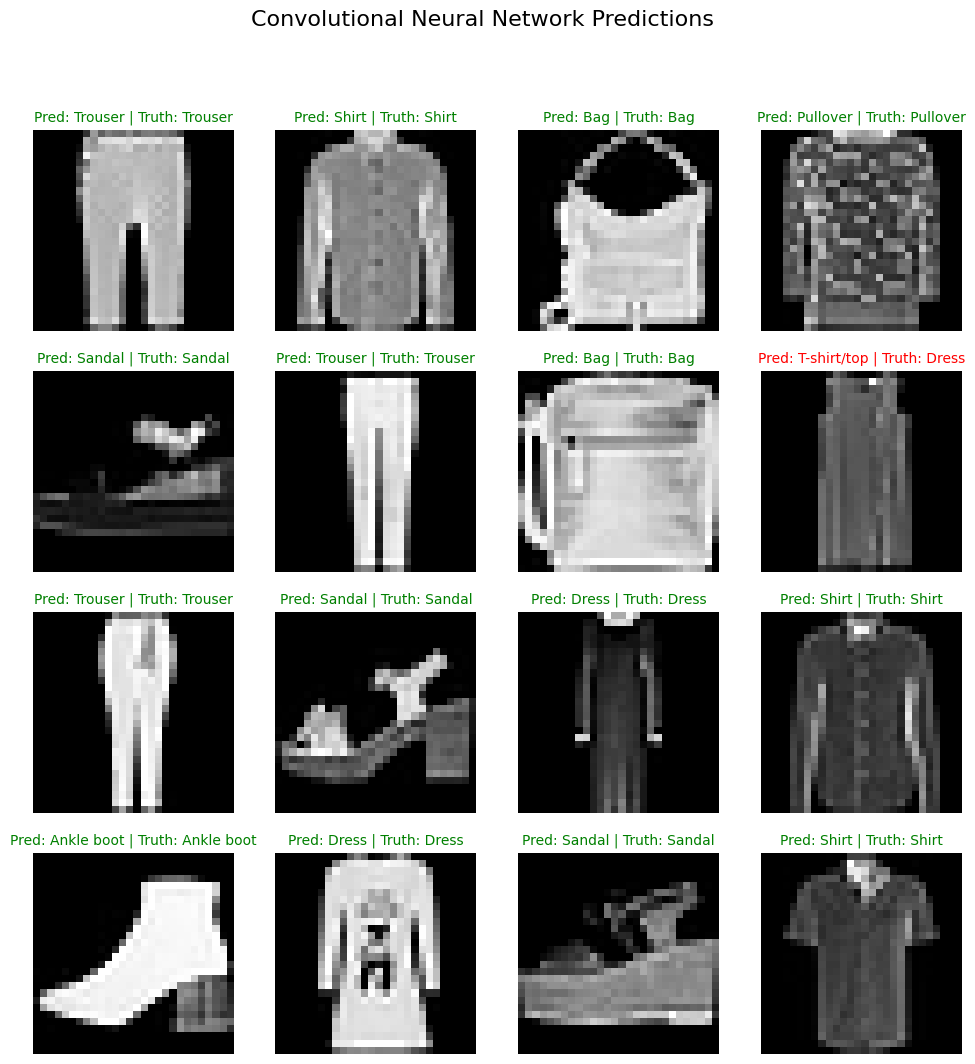 Convolutional Neural Network Predictions
Pred: Trouser | Truth: Trouser
Pred: Shirt | Truth: Shirt
Pred: Bag | Truth: Bag
Pred: Pullover | Truth: Pullover
Pred: Sandal | Truth: Sandal
Pred: Trouser | Truth: Trouser
Pred: Bag | Truth: Bag
Pred: T-shirt/top | Truth: Dress
Pred: Trouser | Truth: Trouser
Pred: Sandal | Truth: Sandal
Pred: Dress | Truth: Dress
Pred: Shirt | Truth: Shirt
Pred: Ankle boot | Truth: Ankle boot
Pred: Dress | Truth: Dress
Pred: Sandal | Truth: Sandal
Pred: Shirt | Truth: Shirt